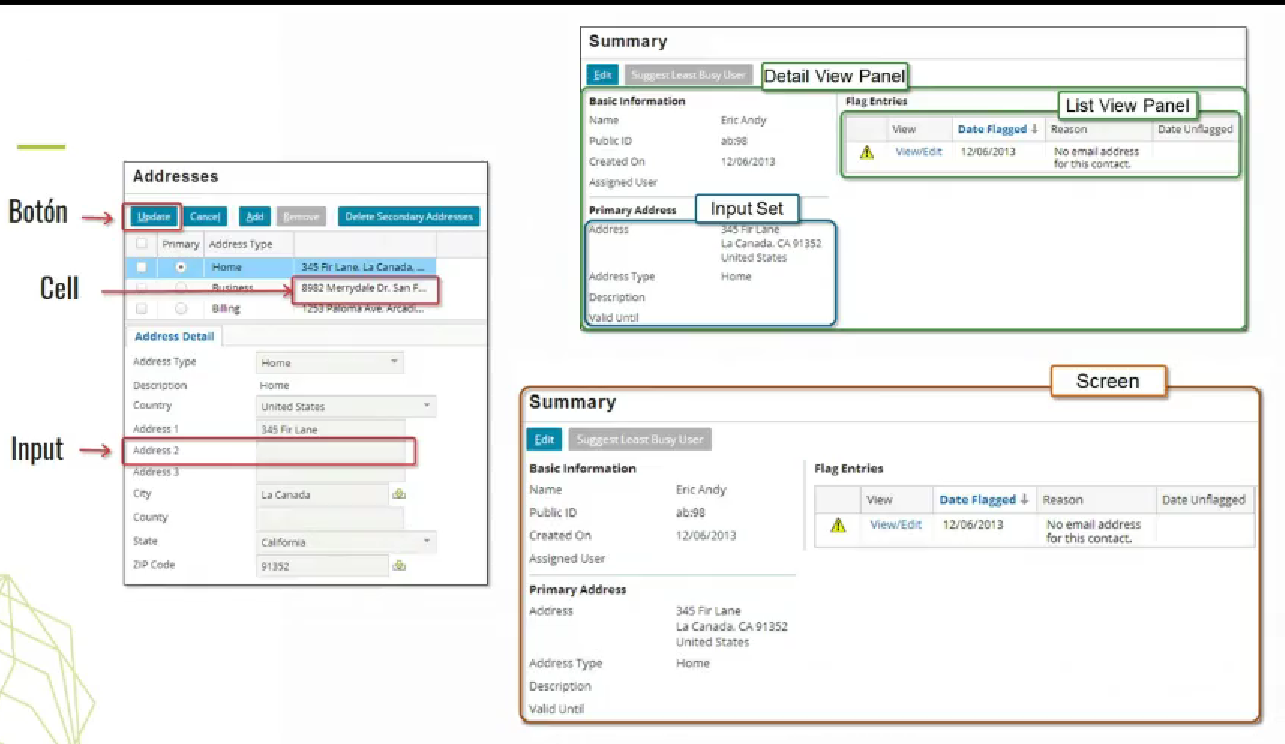 Botón
Cell
Input
Addresses
Update Cancel Add Remove Delete Secondary Addresses
Primary Address Type
Home 345 Fir Lane, La Canada, ...
Business 8982 Merrydale Dr. San F...
Billing 1253 Paloma Ave. Arcadi...
Address Detail
Address Type Home
Description Home
Country United States
Address 1 345 Fir Lane
Address 2
Address 3
City La Canada
County
State California
ZIP Code 91352
Summary
Edit Suggest Least Busy User
Detail View Panel
Basic Information
Name Eric Andy
Public ID ab:98
Created On 12/06/2013
Assigned User
Flag Entries
List View Panel
View Date Flagged ↓ Reason Date Unflagged
View/Edit 12/06/2013 No email address
for this contact.
Primary Address
Input Set
Address 345 Fir Lane
La Canada, CA 91352
United States
Address Type Home
Description
Valid Until
Screen
Summary
Edit Suggest Least Busy User
Basic Information
Name Eric Andy
Public ID ab:98
Created On 12/06/2013
Assigned User
Flag Entries
View Date Flagged ↓ Reason Date Unflagged
View/Edit 12/06/2013 No email address
for this contact.
Primary Address
Address 345 Fir Lane
La Canada, CA 91352
United States
Address Type Home
Description
Valid Until